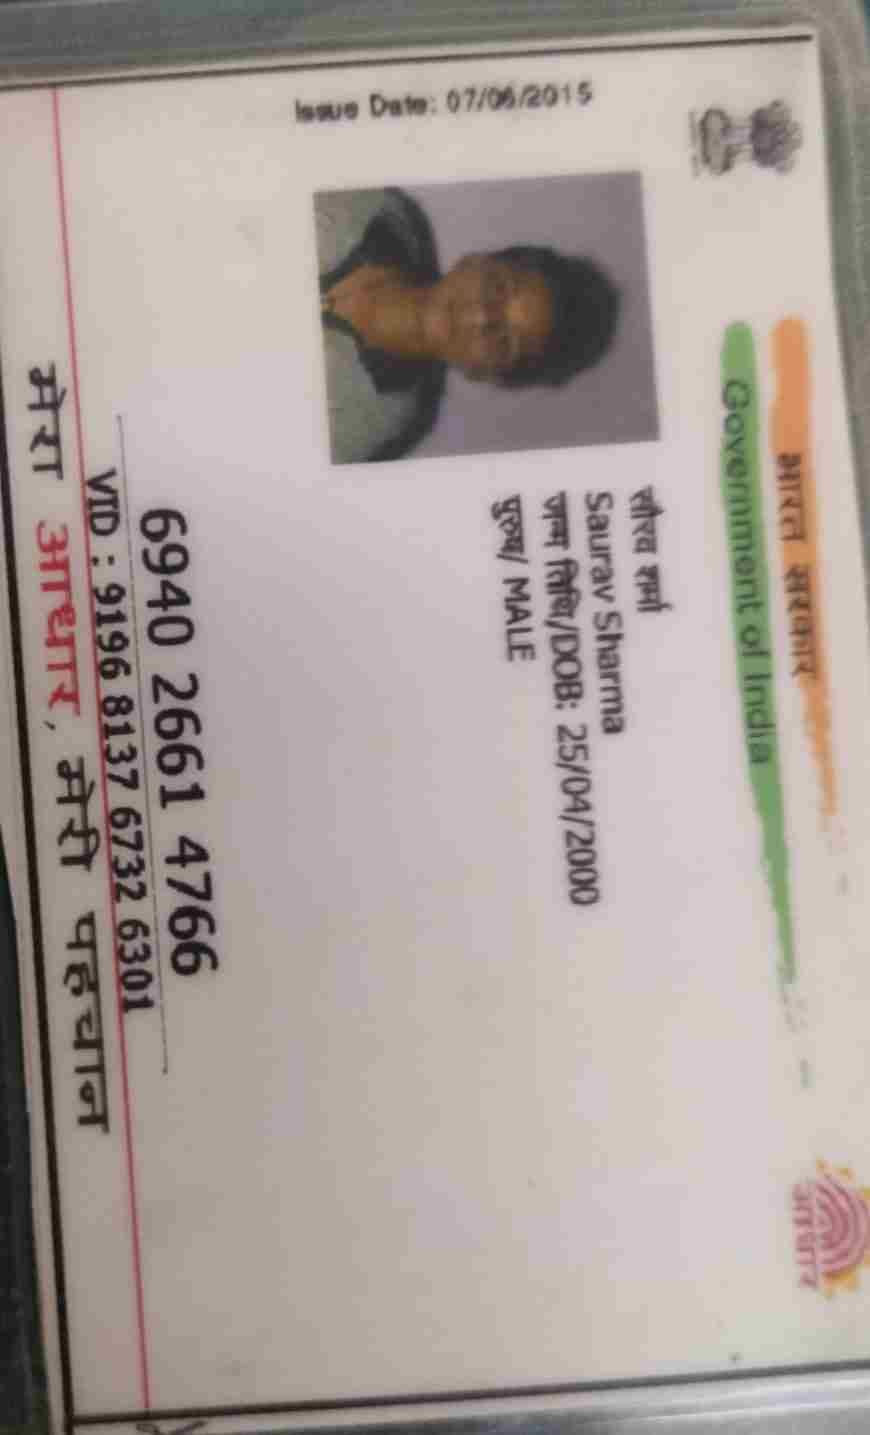 भारत सरकार
Government of India
Issue Date: 07/06/2015
सौरव शर्मा
Saurav Sharma
जन्म तिथि/DOB: 25/04/2000
पुरुष/ MALE
6940 2661 4766
VID : 9196 8137 6732 6301
मेरा आधार, मेरी पहचान
आधार